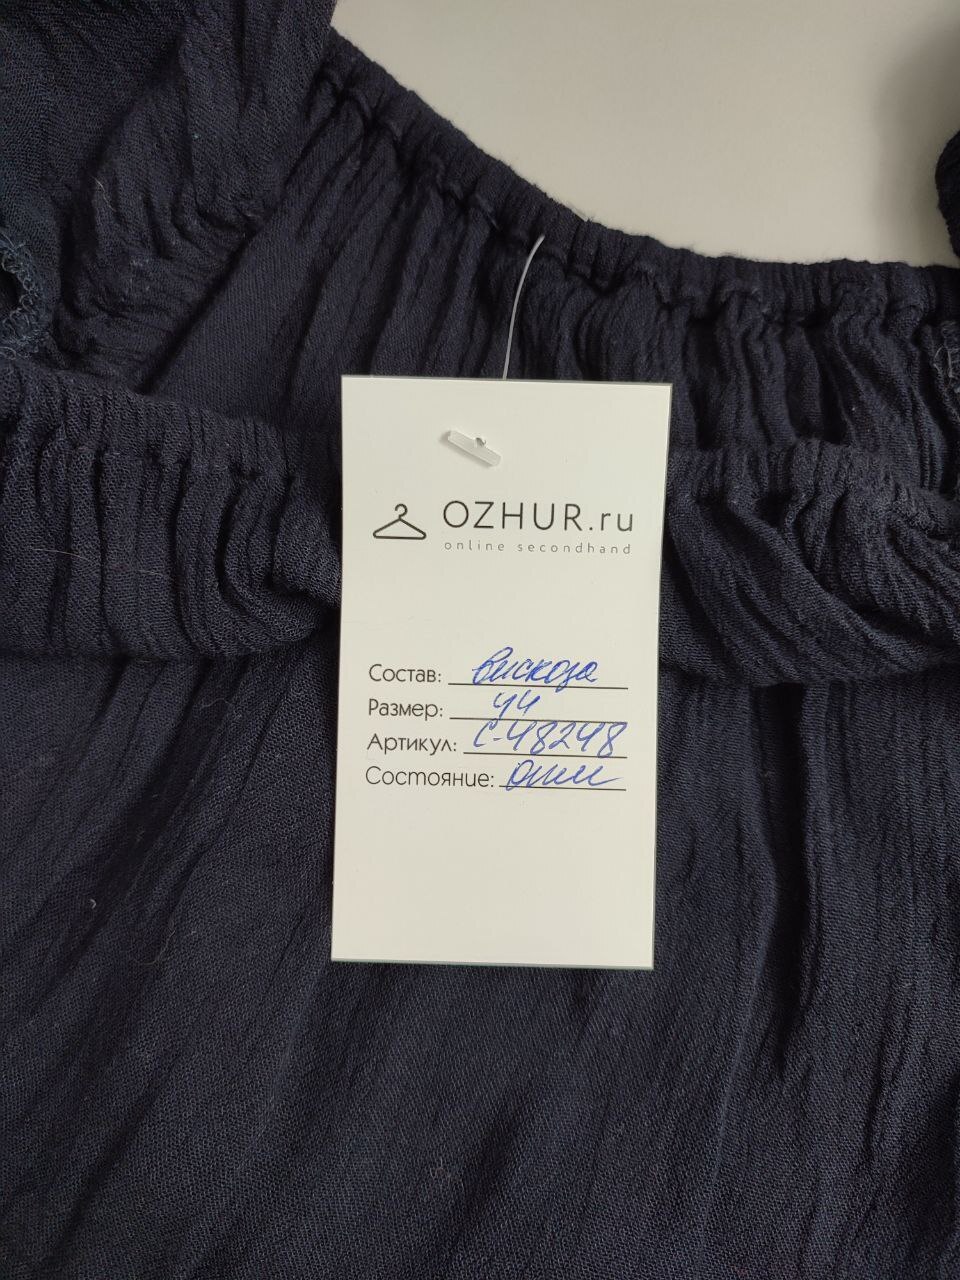 OZHUR.ru
online secondhand
Состав: вискоза
Размер: 44
Артикул: С-48248
Состояние: отл